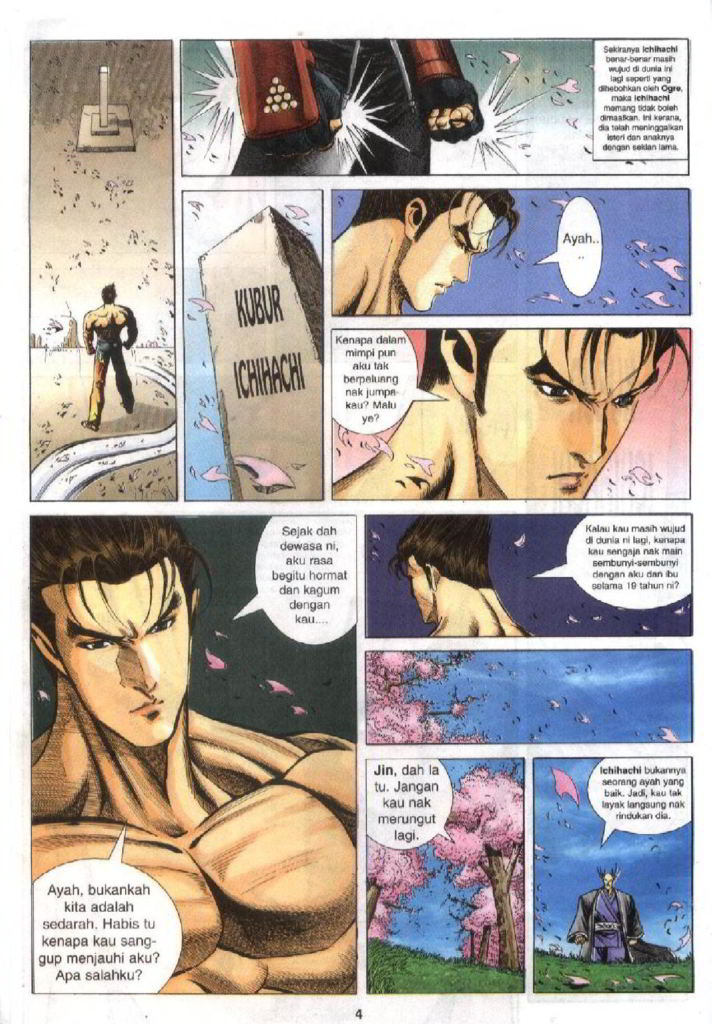 Sekiranya Ichihachi
benar-benar masih
wujud di dunia ini
lagi seperti yang
dihebohkan oleh Ogre,
maka Ichihachi
memang tidak boleh
dimaafkan. Ini kerana,
dia telah meninggalkan
isteri dan anaknya
dengan sekian lama.
KUBUR
ICHIHACHI
Ayah..
..
Kenapa dalam
mimpi pun
aku tak
berpeluang
nak jumpa
kau? Malu
ye?
Sejak dah
dewasa ni,
aku rasa
begitu hormat
dan kagum
dengan
kau....
Ayah, bukankah
kita adalah
sedarah. Habis tu
kenapa kau sang-
gup menjauhi aku?
Apa salahku?
Kalau kau masih wujud
di dunia ni lagi, kenapa
kau sengaja nak main
sembunyi-sembunyi
dengan aku dan ibu
selama 19 tahun ni?
Jin, dah la
tu. Jangan
kau nak
merungut
lagi.
Ichihachi bukannya
seorang ayah yang
baik. Jadi, kau tak
layak langsung nak
rindukan dia.
4